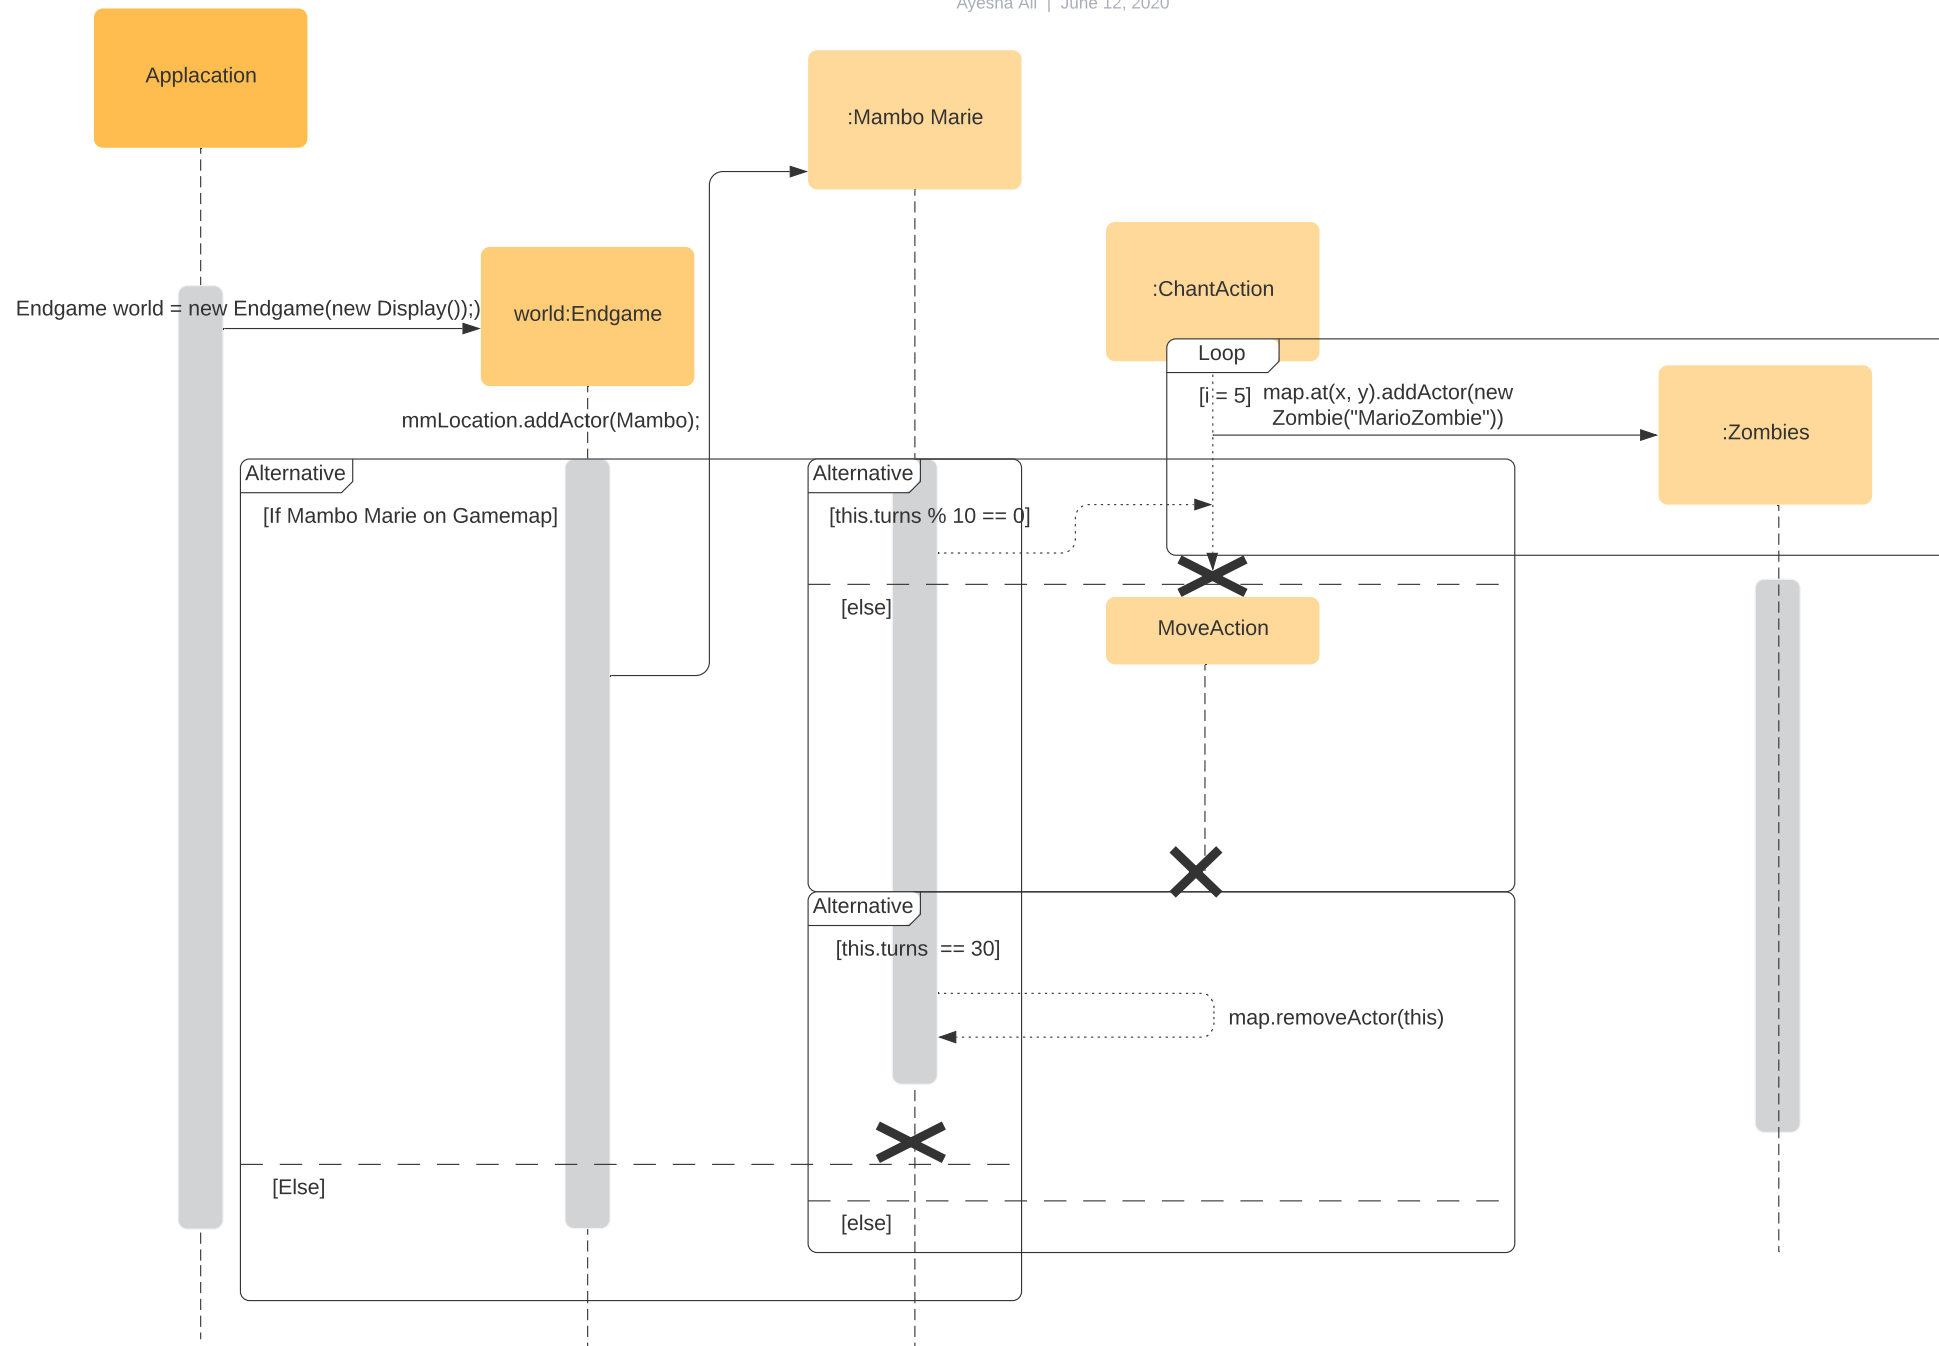 Ayesha Ali | June 12, 2020
Applacation
:Mambo Marie
:ChantAction
Endgame world = new Endgame(new Display());)
world:Endgame
Loop
[i = 5]
map.at(x, y).addActor(new
Zombie("MarioZombie"))
:Zombies
mmLocation.addActor(Mambo);
Alternative
[If Mambo Marie on Gamemap]
Alternative
[this.turns % 10 == 0]
[else]
MoveAction
Alternative
[this.turns  == 30]
map.removeActor(this)
[Else]
[else]